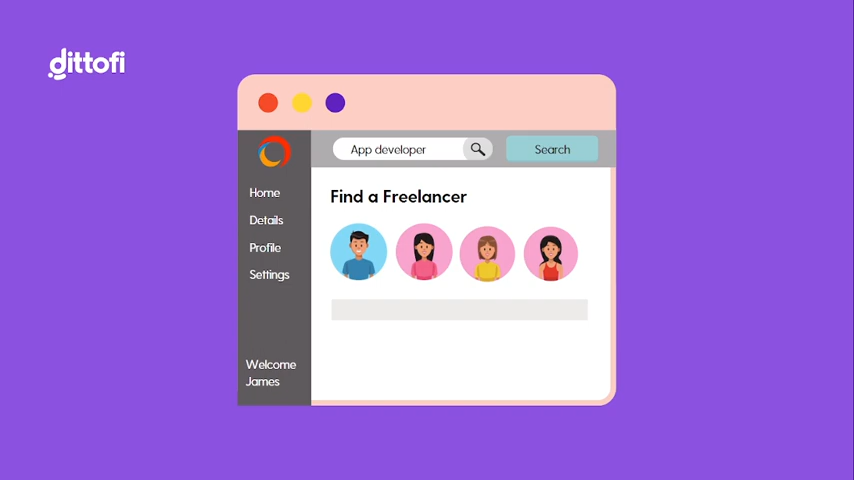 dittofi
App developer
Search
Home
Details
Profile
Settings
Welcome
James
Find a Freelancer